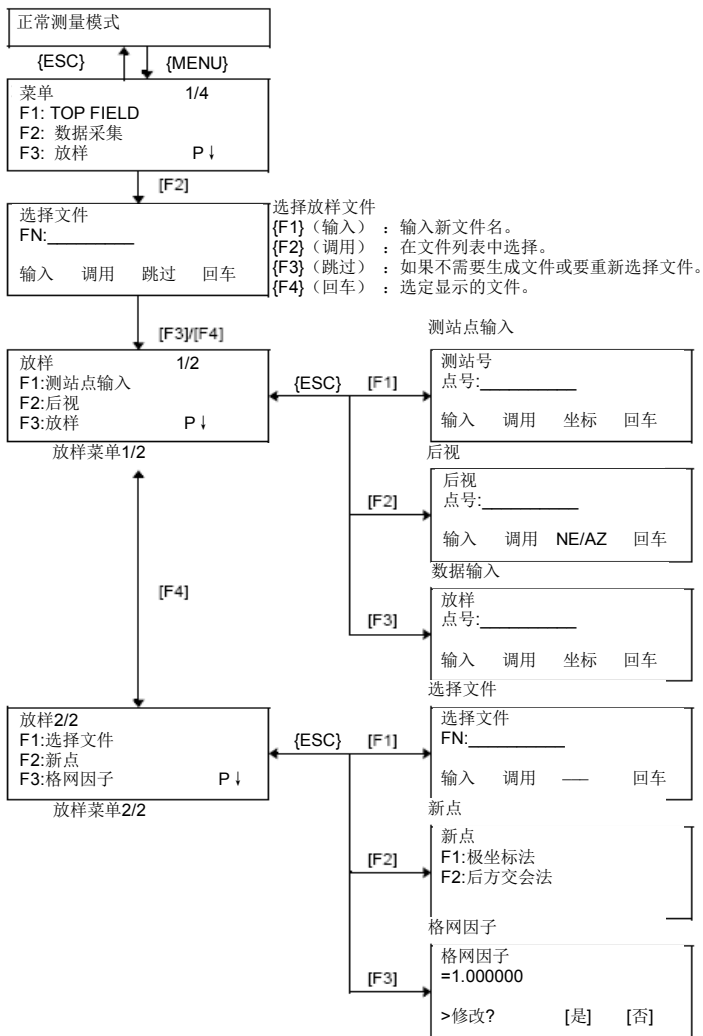 正常测量模式
{ESC} {MENU}
菜单 1/4
F1: TOP FIELD
F2: 数据采集
F3: 放样 P↓
[F2]
选择文件
FN:_________
输入 调用 跳过 回车
选择放样文件
{F1}（输入） ：输入新文件名。
{F2}（调用） ：在文件列表中选择。
{F3}（跳过） ：如果不需要生成文件或要重新选择文件。
{F4}（回车） ：选定显示的文件。
[F3]/[F4]
放样 1/2
F1:测站点输入
F2:后视
F3:放样 P↓
放样菜单1/2
{ESC} [F1]
测站点输入
测站号
点号:__________
输入 调用 坐标 回车
[F2]
后视
后视
点号:__________
输入 调用 NE/AZ 回车
[F3]
数据输入
放样
点号:__________
输入 调用 坐标 回车
[F4]
放样2/2
F1:选择文件
F2:新点
F3:格网因子 P↓
放样菜单2/2
{ESC} [F1]
选择文件
选择文件
FN:__________
输入 调用 —— 回车
[F2]
新点
新点
F1:极坐标法
F2:后方交会法
[F3]
格网因子
格网因子
=1.000000
>修改? [是] [否]